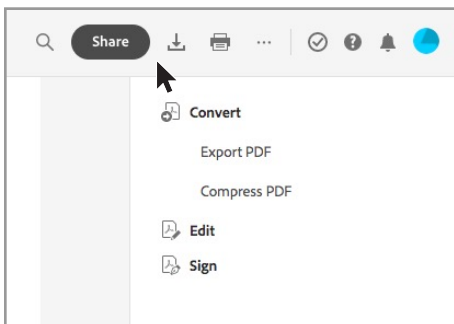 Share
Convert
Export PDF
Compress PDF
Edit
Sign